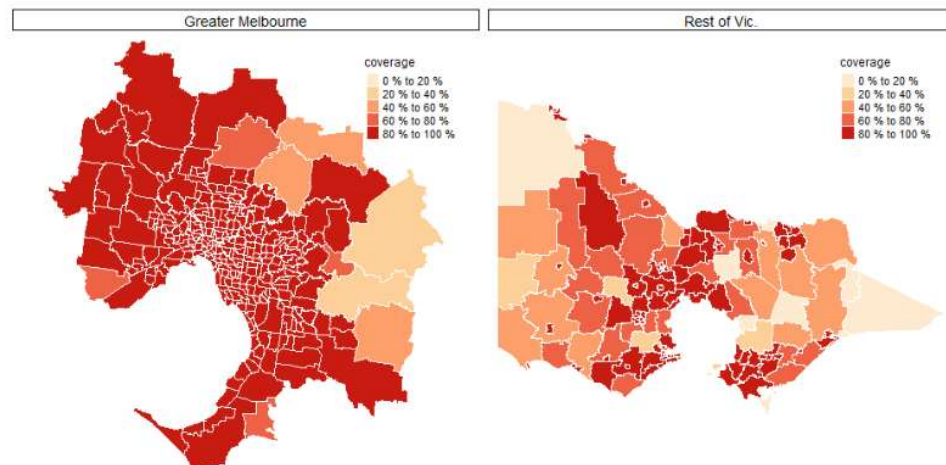 Greater Melbourne
coverage
0 % to 20 %
20 % to 40 %
40 % to 60 %
60 % to 80 %
80 % to 100 %
Rest of Vic.
coverage
0 % to 20 %
20 % to 40 %
40 % to 60 %
60 % to 80 %
80 % to 100 %